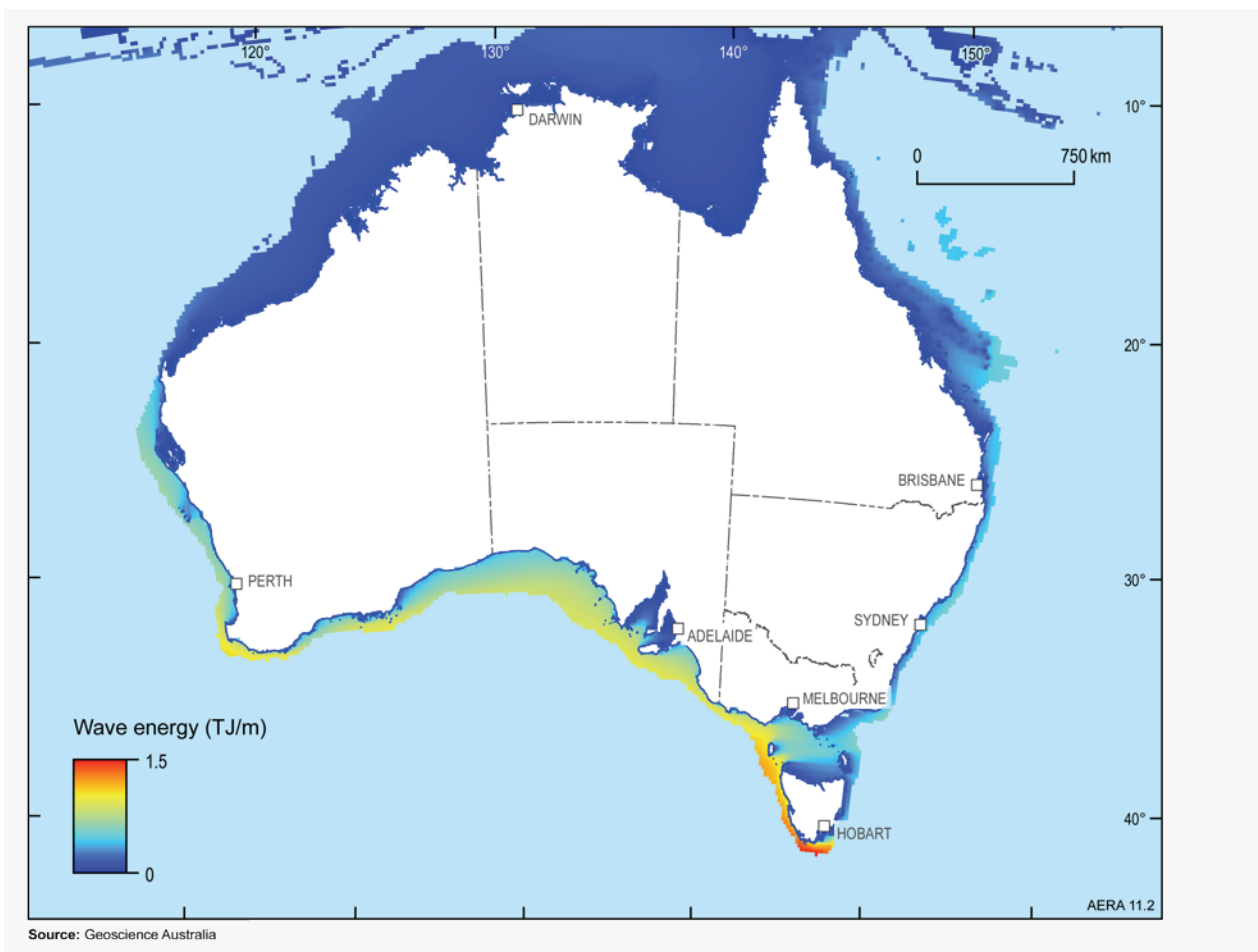 120°
130°
140°
150°
10°
DARWIN
0
750 km
20°
BRISBANE
30°
PERTH
SYDNEY
ADELAIDE
MELBOURNE
Wave energy (TJ/m)
1.5
0
40°
HOBART
AERA 11.2
Source: Geoscience Australia